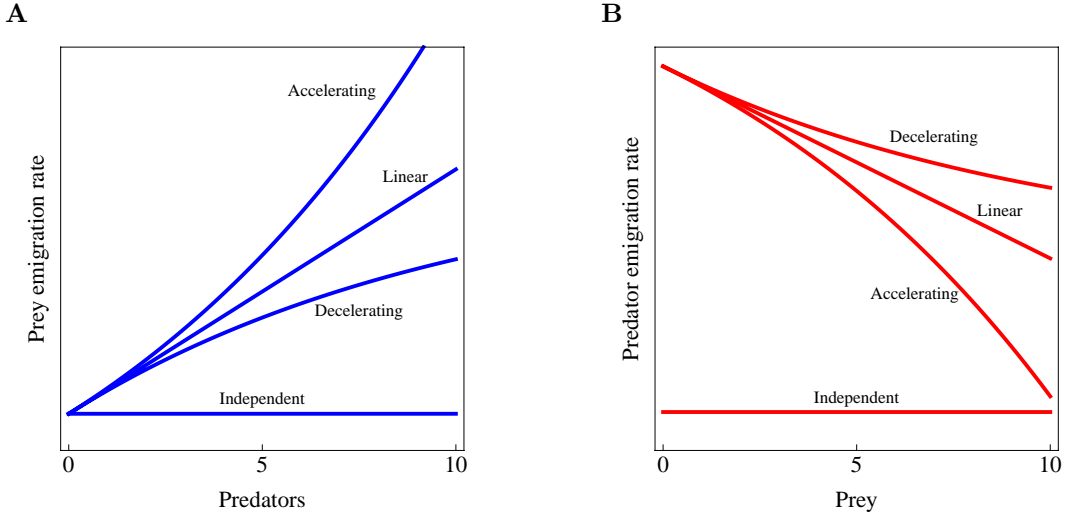 A
Prey emigration rate
Accelerating
Linear
Decelerating
Independent
0
5
10
Predators
B
Predator emigration rate
Decelerating
Linear
Accelerating
Independent
0
5
10
Prey